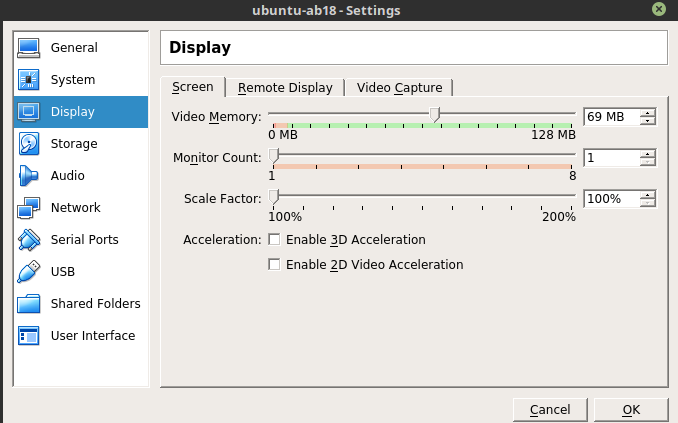 ubuntu-ab18 - Settings
General
System
Display
Storage
Audio
Network
Serial Ports
USB
Shared Folders
User Interface
Display
Screen Remote Display Video Capture
Video Memory: 69 MB
0 MB 128 MB
Monitor Count: 1
1 8
Scale Factor: 100%
100% 200%
Acceleration: Enable 3D Acceleration
Enable 2D Video Acceleration
Cancel OK